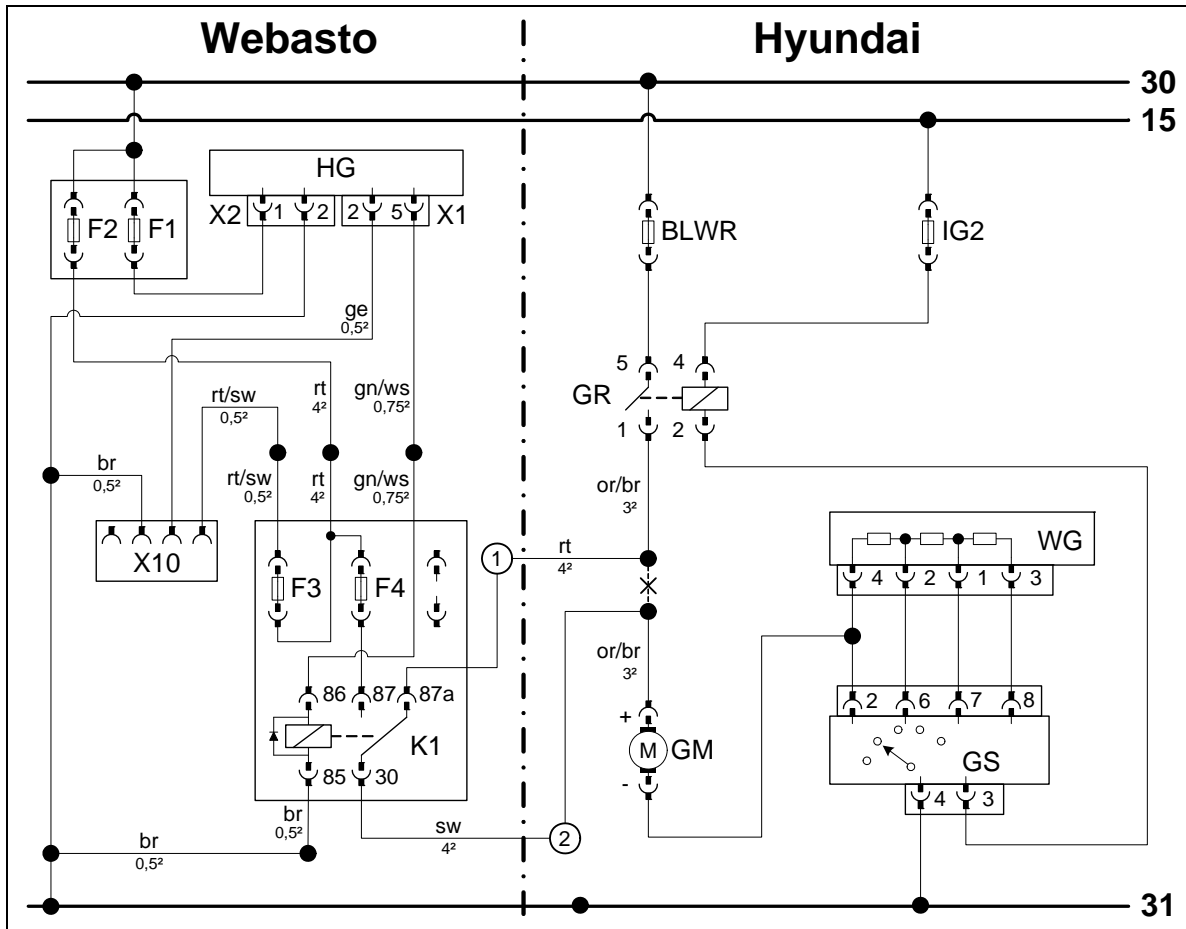 Webasto Hyundai
30
15
HG
X2 1 2 2 5 X1
F2 F1
BLWR IG2
ge
0,5²
rt/sw
0,5²
rt
4²
gn/ws
0,75²
5 4
GR
1 2
br
0,5²
rt/sw
0,5²
rt
4²
gn/ws
0,75²
or/br
3²
X10
1
rt
4²
WG
4 2 1 3
F3 F4
or/br
3²
86 87 87a
2 6 7 8
K1
+
M GM
-
GS
85 30
4 3
br
0,5²
sw
4²
2
br
0,5²
31